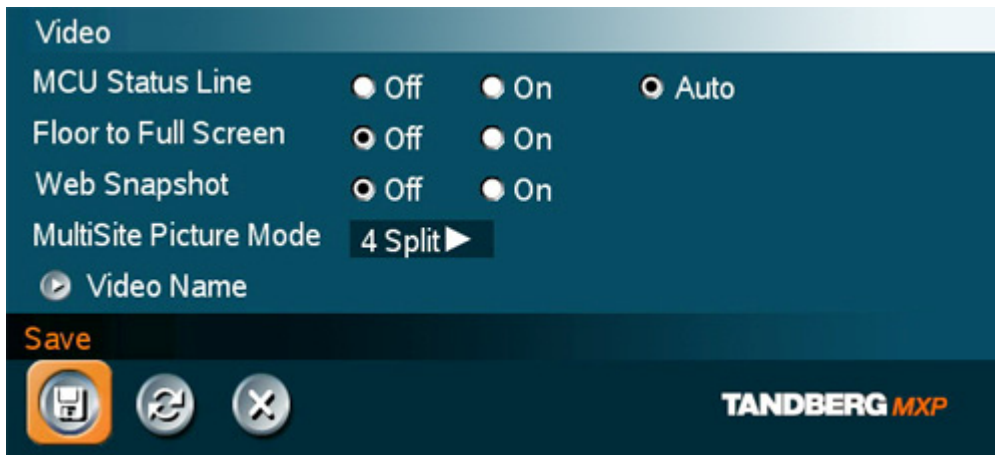 Video
MCU Status Line Off On Auto
Floor to Full Screen Off On
Web Snapshot Off On
MultiSite Picture Mode 4 Split
Video Name
Save
TANDBERG MXP